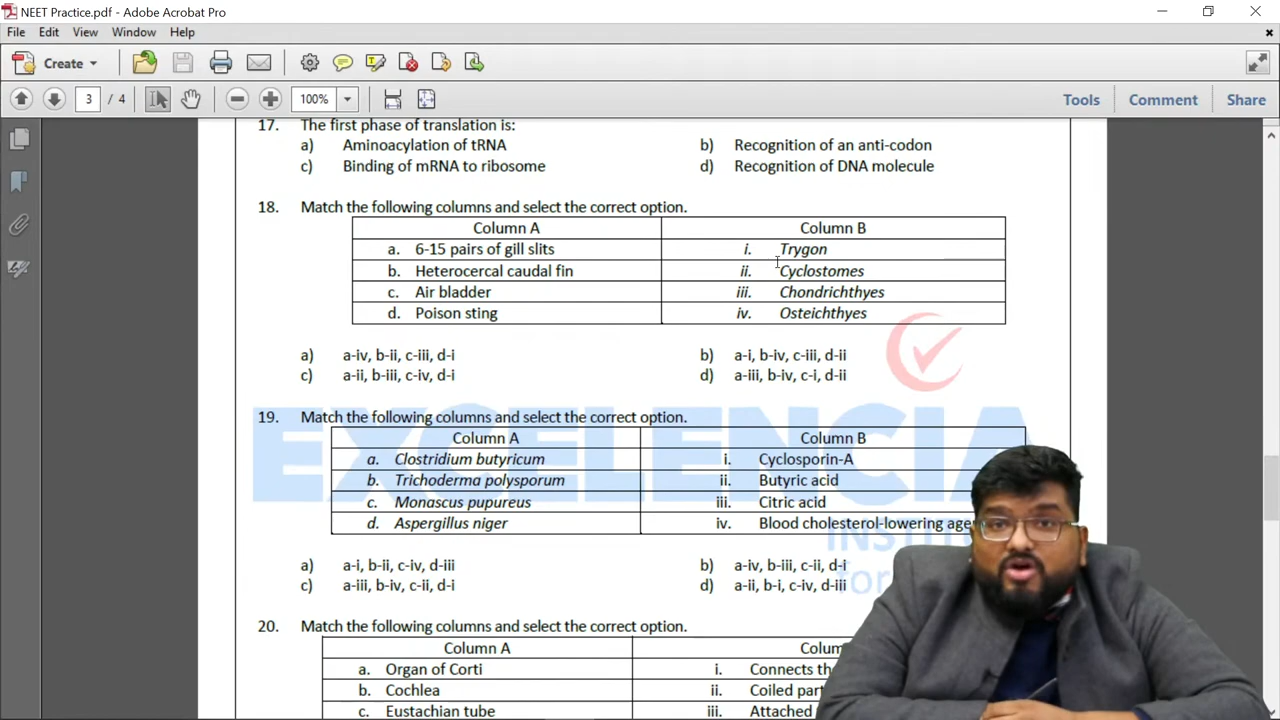 NEET Practice.pdf - Adobe Acrobat Pro
File Edit View Window Help
Create
3 / 4 100% Tools Comment Share
17. The first phase of translation is:
a) Aminoacylation of tRNA b) Recognition of an anti-codon
c) Binding of mRNA to ribosome d) Recognition of DNA molecule
18. Match the following columns and select the correct option.
Column A Column B
a. 6-15 pairs of gill slits i. Trygon
b. Heterocercal caudal fin ii. Cyclostomes
c. Air bladder iii. Chondrichthyes
d. Poison sting iv. Osteichthyes
a) a-iv, b-ii, c-iii, d-i b) a-i, b-iv, c-iii, d-ii
c) a-ii, b-iii, c-iv, d-i d) a-iii, b-iv, c-i, d-ii
EXCELENCIA
19. Match the following columns and select the correct option.
Column A Column B
a. Clostridium butyricum i. Cyclosporin-A
b. Trichoderma polysporum ii. Butyric acid
c. Monascus pupureus iii. Citric acid
d. Aspergillus niger iv. Blood cholesterol-lowering
a) a-i, b-ii, c-iv, d-iii b) a-iv, b-iii, c-ii, d-i
c) a-iii, b-iv, c-ii, d-i d) a-ii, b-i, c-iv, d-iii
for
20. Match the following columns and select the correct option.
Column A
a. Organ of Corti i. Connects
b. Cochlea ii. Coiled
c. Eustachian tube iii. Attached